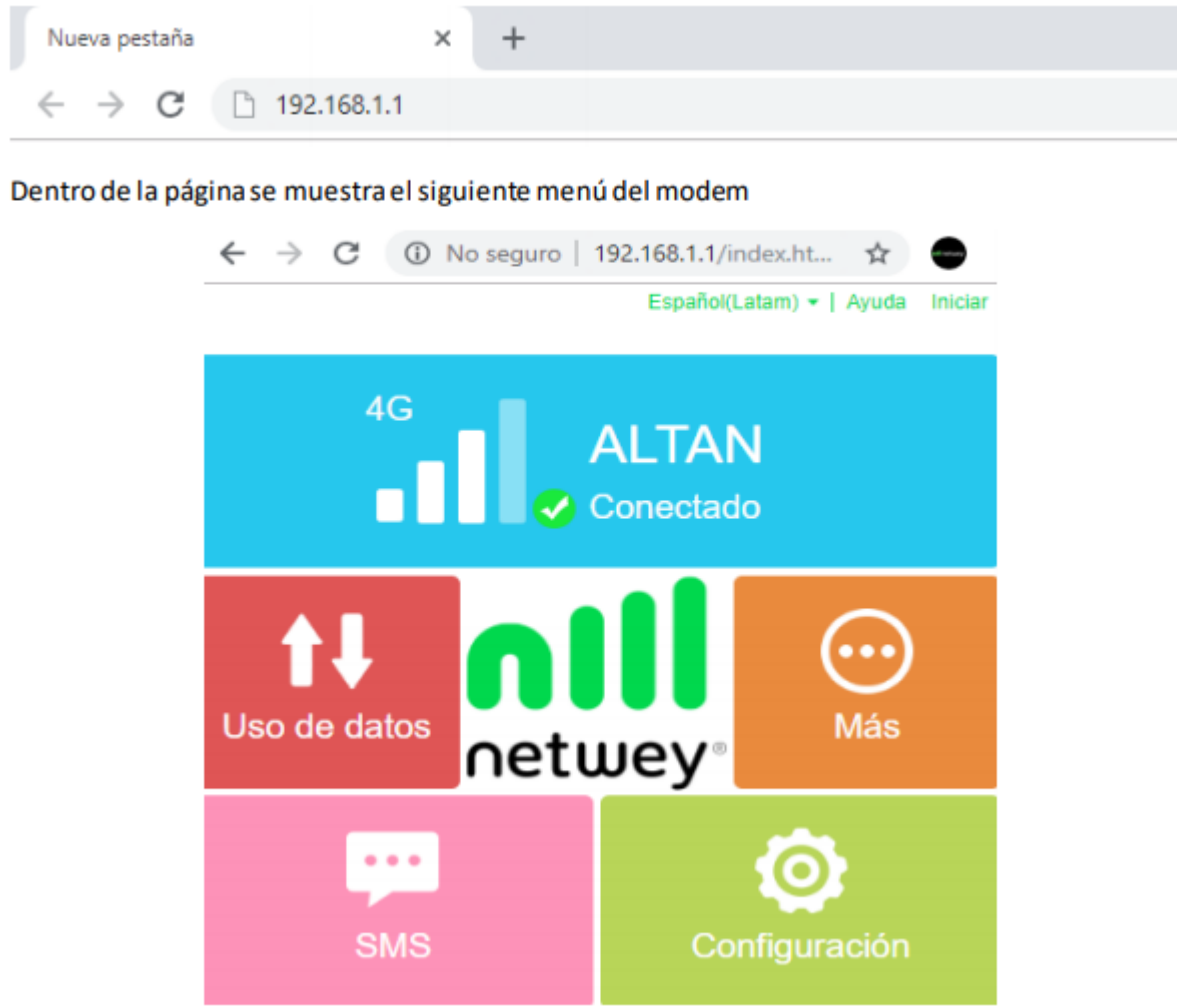 Nueva pestaña
192.168.1.1
Dentro de la página se muestra el siguiente menú del modem
No seguro | 192.168.1.1/index.ht...
Español(Latam) | Ayuda Iniciar
4G
ALTAN
Conectado
Uso de datos
netwey®
Más
SMS
Configuración